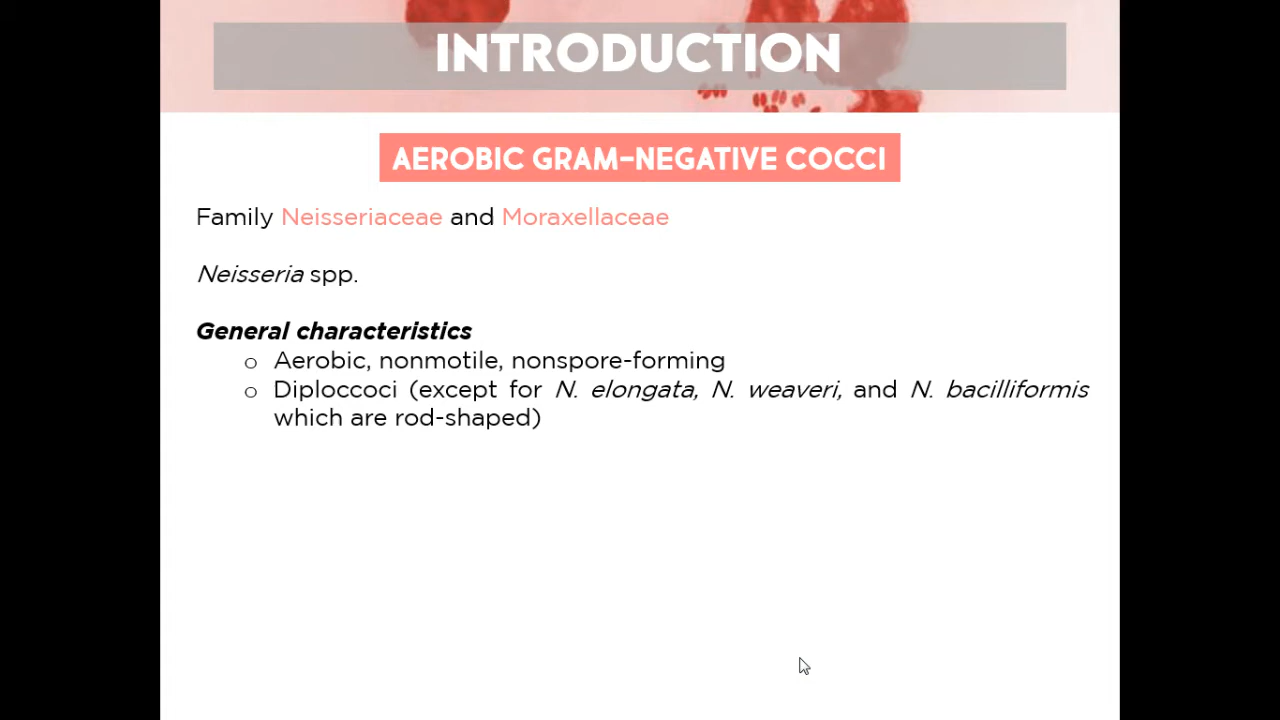 INTRODUCTION
AEROBIC GRAM-NEGATIVE COCCI
Family Neisseriaceae and Moraxellaceae
Neisseria spp.
General characteristics
o Aerobic, nonmotile, nonspore-forming
o Diploccoci (except for N. elongata, N. weaveri, and N. bacilliformis
which are rod-shaped)